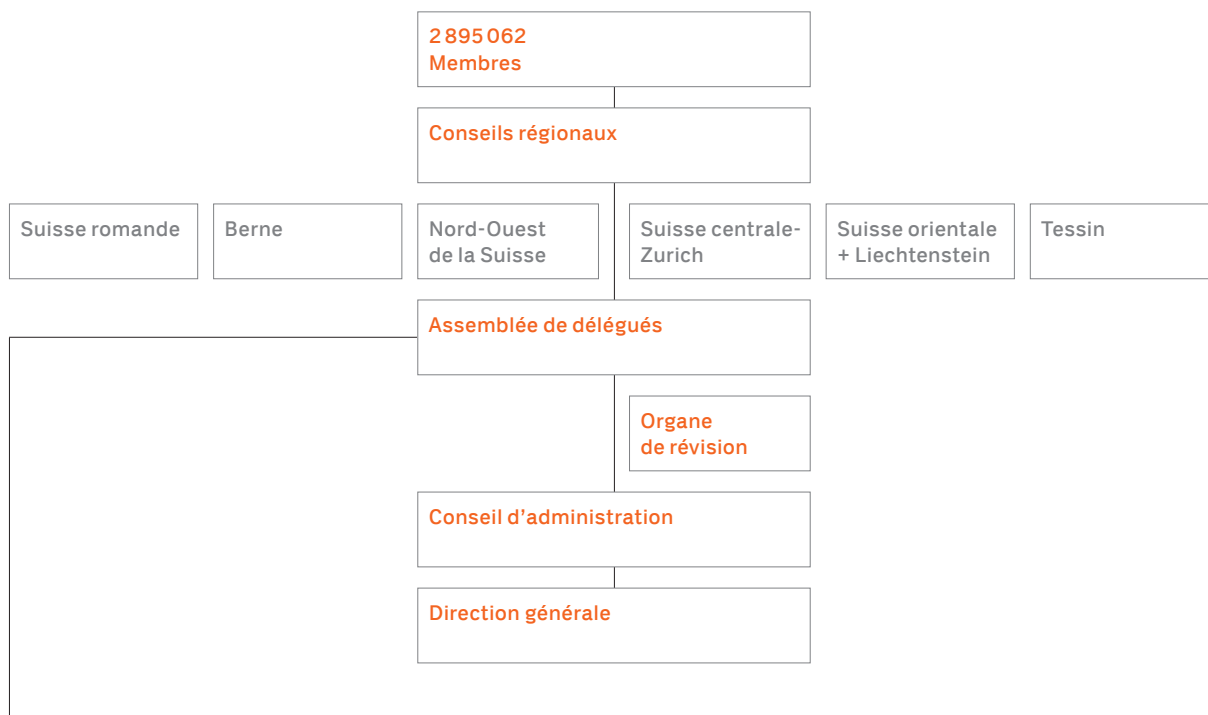 2 895 062
Membres
Conseils régionaux
Suisse romande
Berne
Nord-Ouest
de la Suisse
Suisse centrale-
Zurich
Suisse orientale
+ Liechtenstein
Tessin
Assemblée de délégués
Organe
de révision
Conseil d’administration
Direction générale